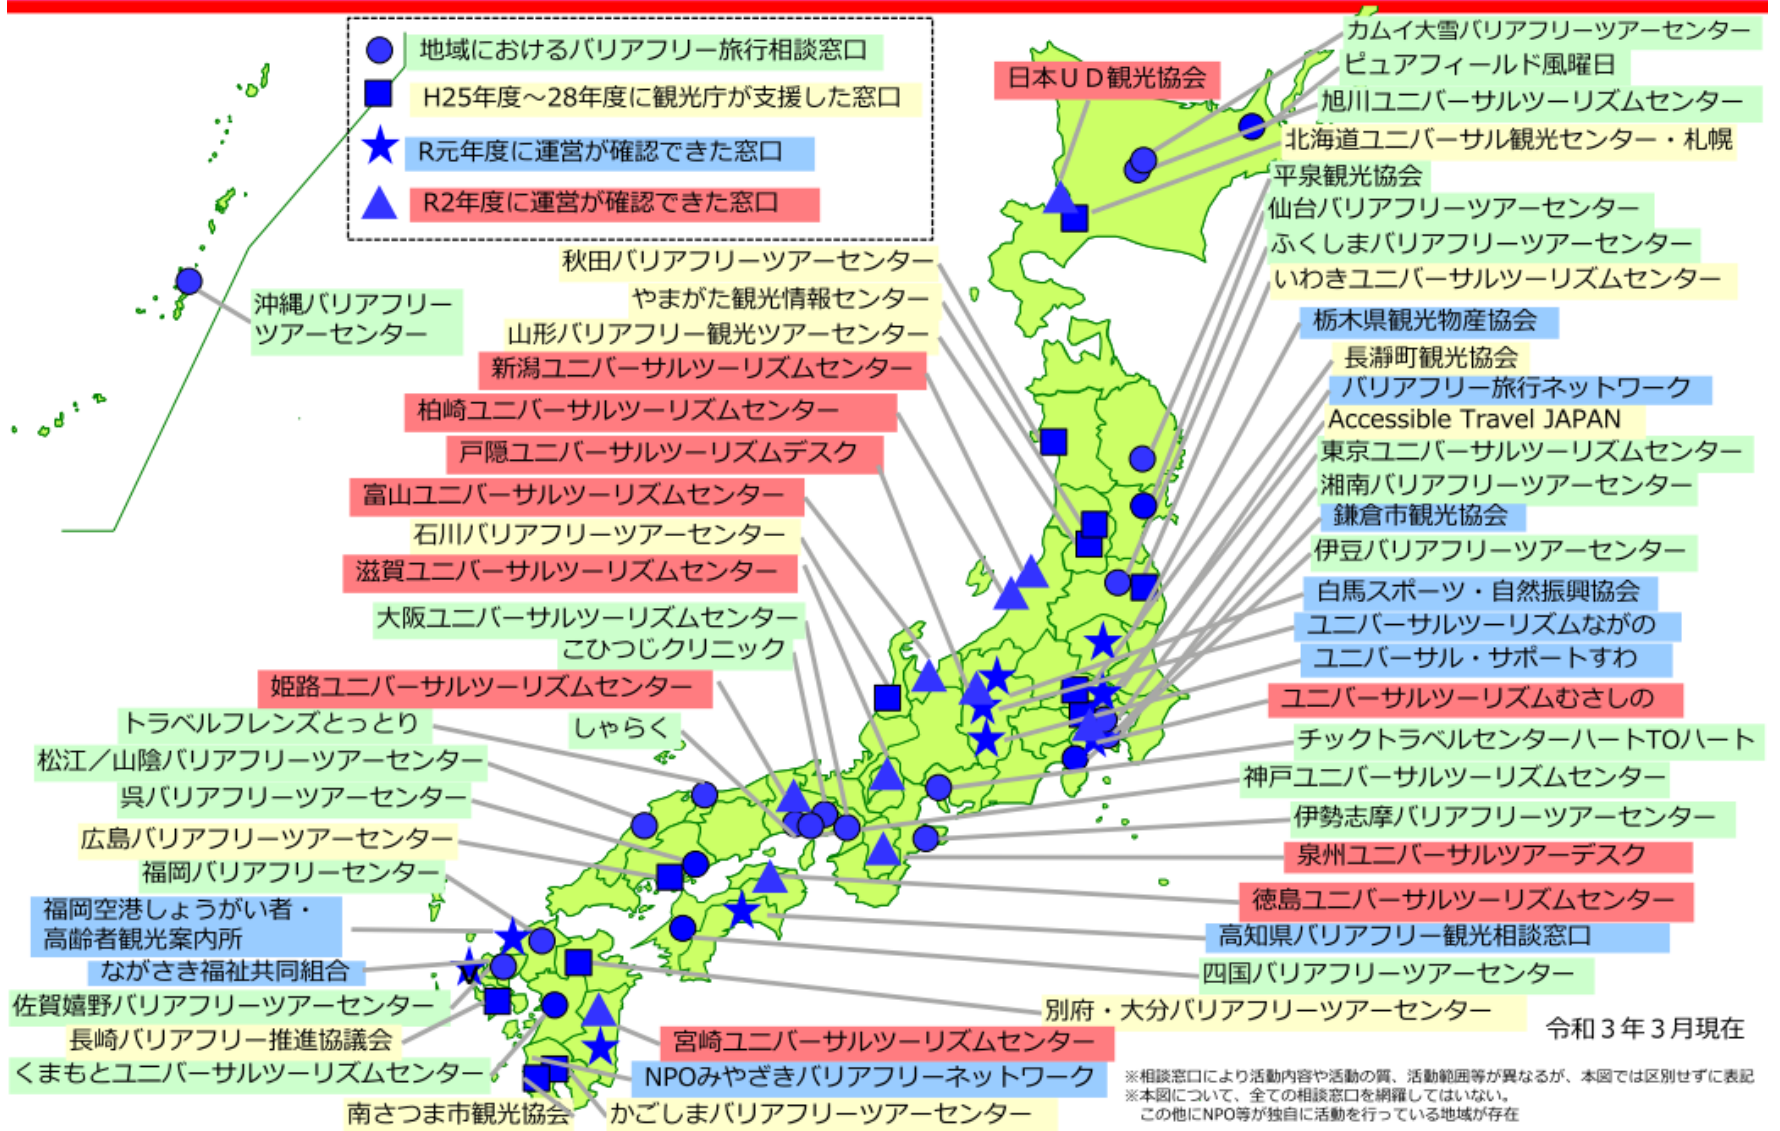 地域におけるバリアフリー旅行相談窓口
H25年度～28年度に観光庁が支援した窓口
R元年度に運営が確認できた窓口
R2年度に運営が確認できた窓口
日本ＵＤ観光協会
カムイ大雪バリアフリーツアーセンター
ピュアフィールド風曜日
旭川ユニバーサルツーリズムセンター
北海道ユニバーサル観光センター・札幌
平泉観光協会
仙台バリアフリーツアーセンター
ふくしまバリアフリーツアーセンター
いわきユニバーサルツーリズムセンター
栃木県観光物産協会
長瀞町観光協会
バリアフリー旅行ネットワーク
Accessible Travel JAPAN
東京ユニバーサルツーリズムセンター
湘南バリアフリーツアーセンター
鎌倉市観光協会
伊豆バリアフリーツアーセンター
白馬スポーツ・自然振興協会
ユニバーサルツーリズムながの
ユニバーサル・サポートすわ
ユニバーサルツーリズムむさしの
チックトラベルセンターハートTOハート
神戸ユニバーサルツーリズムセンター
伊勢志摩バリアフリーツアーセンター
泉州ユニバーサルツアーデスク
徳島ユニバーサルツーリズムセンター
高知県バリアフリー観光相談窓口
四国バリアフリーツアーセンター
別府・大分バリアフリーツアーセンター
秋田バリアフリーツアーセンター
やまがた観光情報センター
山形バリアフリー観光ツアーセンター
新潟ユニバーサルツーリズムセンター
柏崎ユニバーサルツーリズムセンター
戸隠ユニバーサルツーリズムデスク
富山ユニバーサルツーリズムセンター
石川バリアフリーツアーセンター
滋賀ユニバーサルツーリズムセンター
大阪ユニバーサルツーリズムセンター
こひつじクリニック
姫路ユニバーサルツーリズムセンター
しゃらく
トラベルフレンズとっとり
松江／山陰バリアフリーツアーセンター
呉バリアフリーツアーセンター
広島バリアフリーツアーセンター
福岡バリアフリーセンター
福岡空港しょうがい者・
高齢者観光案内所
ながさき福祉共同組合
佐賀嬉野バリアフリーツアーセンター
長崎バリアフリー推進協議会
くまもとユニバーサルツーリズムセンター
南さつま市観光協会
かごしまバリアフリーツアーセンター
NPOみやざきバリアフリーネットワーク
宮崎ユニバーサルツーリズムセンター
沖縄バリアフリー
ツアーセンター
令和３年３月現在
※相談窓口により活動内容や活動の質、活動範囲等が異なるが、本図では区別せずに表記
※本図について、全ての相談窓口を網羅してはいない。
この他にNPO等が独自に活動を行っている地域が存在